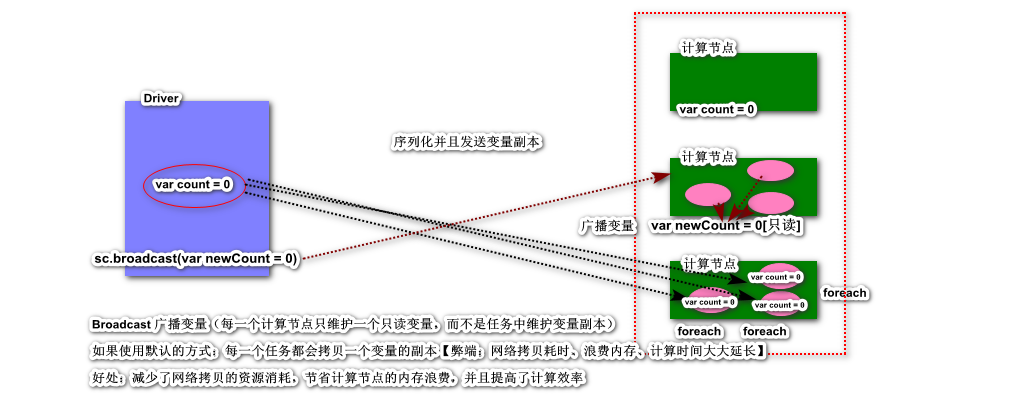 计算节点
var count = 0
Driver
序列化并且发送变量副本
计算节点
var count = 0
广播变量
var newCount = 0[只读]
sc.broadcast(var newCount = 0)
计算节点
var count = 0
var count = 0
var count = 0
foreach
foreach
foreach
Broadcast 广播变量（每一个计算节点只维护一个只读变量，而不是任务中维护变量副本）
如果使用默认的方式：每一个任务都会拷贝一个变量的副本【弊端：网络拷贝耗时、浪费内存、计算时间大大延长】
好处：减少了网络拷贝的资源消耗，节省计算节点的内存浪费，并且提高了计算效率